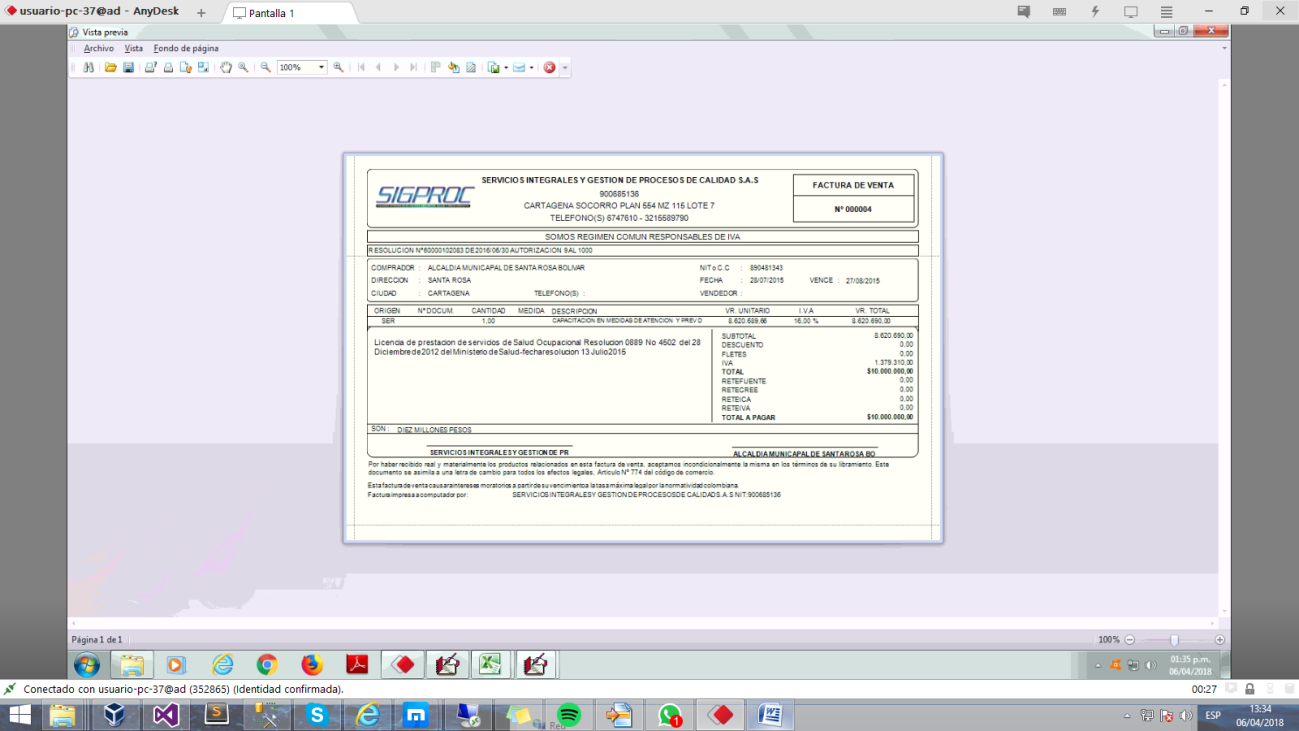 usuario-pc-37@ad - AnyDesk
Pantalla 1
Vista previa
Archivo Vista Fondo de página
100%
SIGPROC
SERVICIOS INTEGRALES Y GESTION DE PROCESOS DE CALIDAD S.A.S
900685136
CARTAGENA SOCORRO PLAN 554 MZ 115 LOTE 7
TELEFONO(S) 6747610 - 3215589790
FACTURA DE VENTA
Nº 000004
SOMOS REGIMEN COMUN RESPONSABLES DE IVA
RESOLUCION Nº60000102083 DE 2016/06/30 AUTORIZACION 9 AL 1000
COMPRADOR : ALCALDIA MUNICAPAL DE SANTA ROSA BOLIVAR NIT o C.C : 890481343
DIRECCION : SANTA ROSA FECHA : 28/07/2015 VENCE : 27/08/2015
CIUDAD : CARTAGENA TELEFONO(S) : VENDEDOR :
ORIGEN Nº DOCUM. CANTIDAD MEDIDA DESCRIPCION VR. UNITARIO I.V.A VR. TOTAL
SER 1,00 CAPACITACION EN MEDIDAS DE ATENCION Y PREVD 8.620.689,66 16,00 % 8.620.690,00
Licencia de prestacion de servicios de Salud Ocupacional Resolucion 0889 No 4502 del 28
Diciembre de 2012 del Ministerio de Salud-fecha resolucion 13 Julio 2015
SUBTOTAL 8.620.690,00
DESCUENTO 0,00
FLETES 0,00
IVA 1.379.310,00
TOTAL $10.000.000,00
RETEFUENTE 0,00
RETECREE 0,00
RETEICA 0,00
RETEIVA 0,00
TOTAL A PAGAR $10.000.000,00
SON : DIEZ MILLONES PESOS
SERVICIOS INTEGRALES Y GESTION DE PR
ALCALDIA MUNICAPAL DE SANTA ROSA BO
Por haber recibido real y materialmente los productos relacionados en esta factura de venta, aceptamos incondicionalmente la misma en los términos de su libramiento. Este
documento se asimila a una letra de cambio para todos los efectos legales. Articulo Nº 774 del código de comercio.
Esta factura de venta causara intereses moratorios a partir de su vencimiento a la tasa máxima legal por la normatividad colombiana.
Factura impresa a computador por: SERVICIOS INTEGRALES Y GESTION DE PROCESOS DE CALIDAD S.A.S NIT:900685136
Página 1 de 1
100%
01:35 p.m.
06/04/2018
Conectado con usuario-pc-37@ad (352865) (Identidad confirmada).
00:27
ESP
13:34
06/04/2018